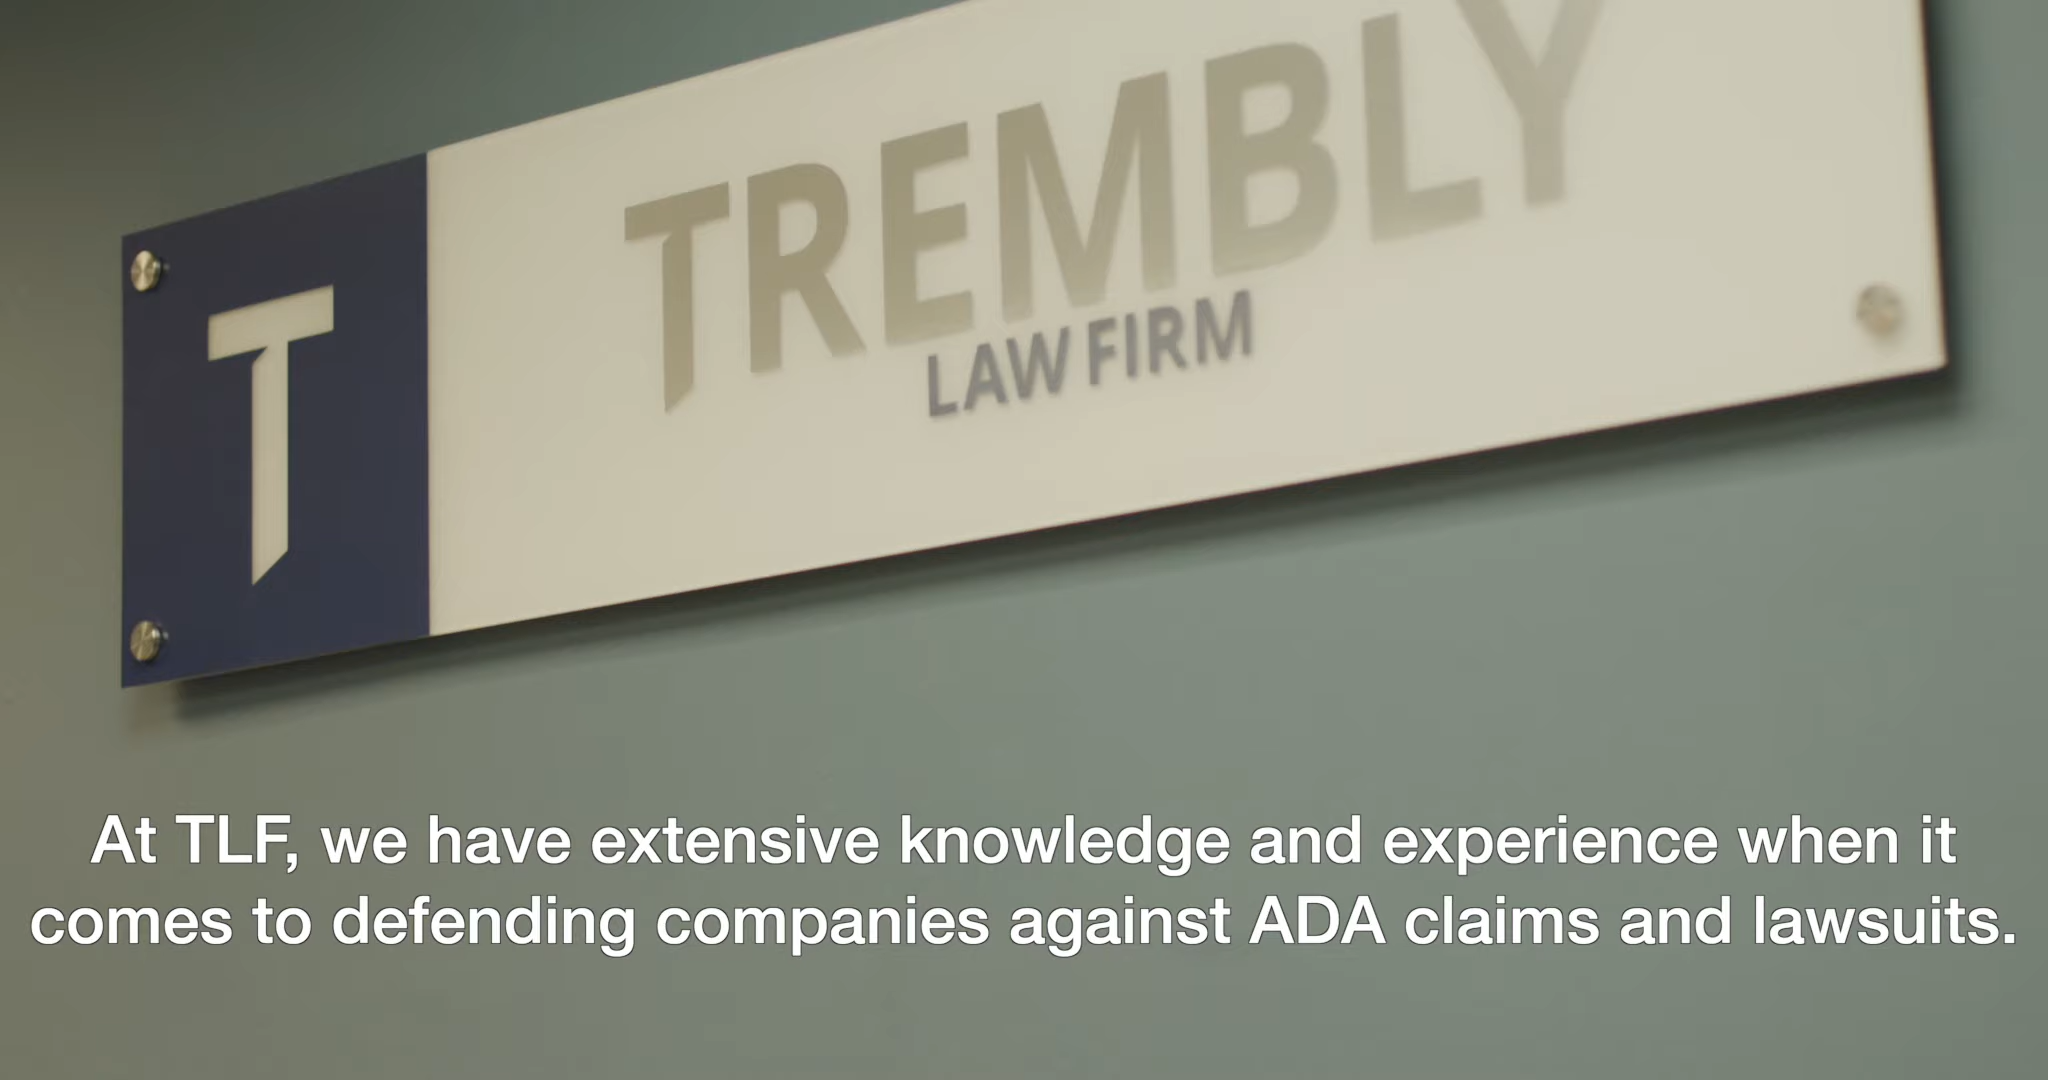 T
TREMBLY
LAW FIRM
At TLF, we have extensive knowledge and experience when it
comes to defending companies against ADA claims and lawsuits.